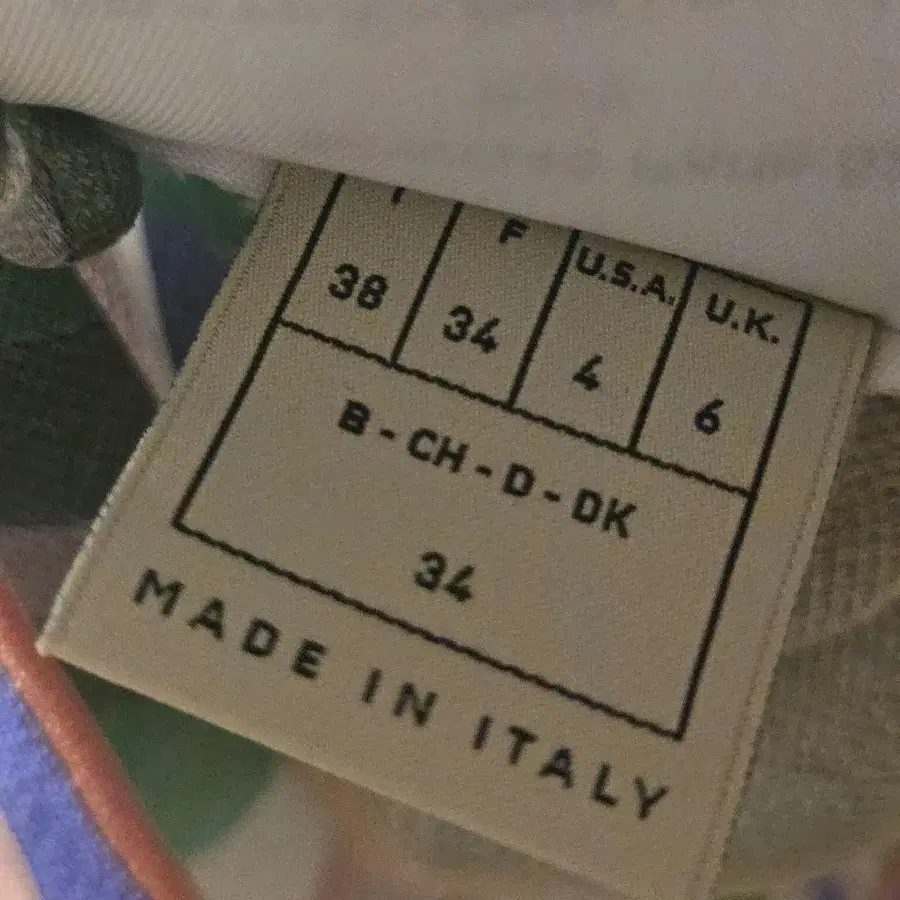 I F U.S.A. U.K.
38 34 4 6
B - CH - D - DK
34
MADE IN ITALY